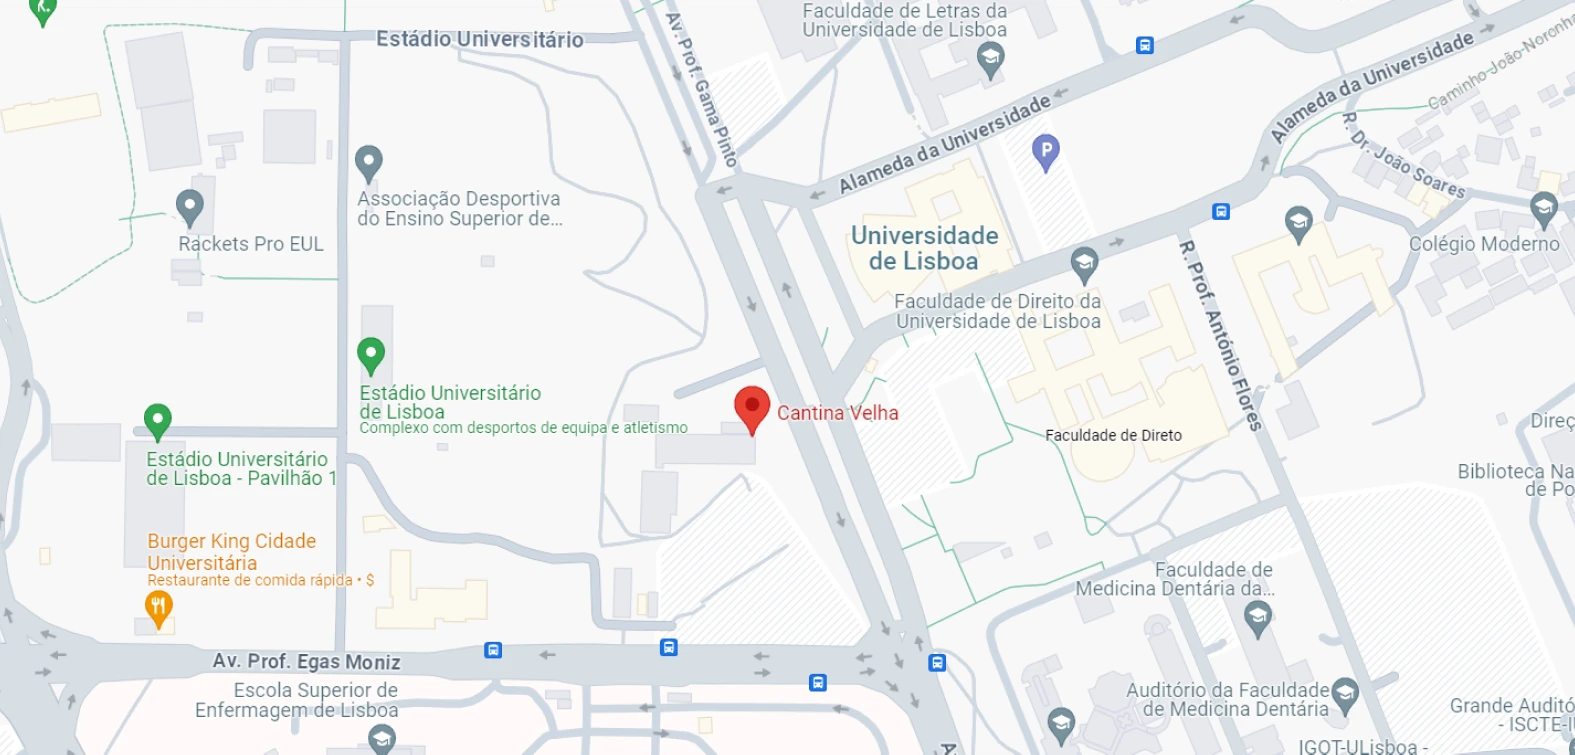 Faculdade de Letras da
Universidade de Lisboa
Estádio Universitário
Av. Prof. Gama Pinto
Alameda da Universidade
Alameda da Universidade
Caminho-João-Noronha
R. Dr. João Soares
P
Associação Desportiva
do Ensino Superior de...
Rackets Pro EUL
Universidade
de Lisboa
Colégio Moderno
Faculdade de Direito da
Universidade de Lisboa
R. Prof. António Flores
Estádio Universitário
de Lisboa
Complexo com desportos de equipa e atletismo
Cantina Velha
Faculdade de Direto
Estádio Universitário
de Lisboa - Pavilhão 1
Biblioteca Na
de Po
Burger King Cidade
Universitária
Restaurante de comida rápida • $
Faculdade de
Medicina Dentária da...
Av. Prof. Egas Moniz
Escola Superior de
Enfermagem de Lisboa
Auditório da Faculdade
de Medicina Dentária
Grande Auditó
- ISCTE-I
IGOT-ULisboa -